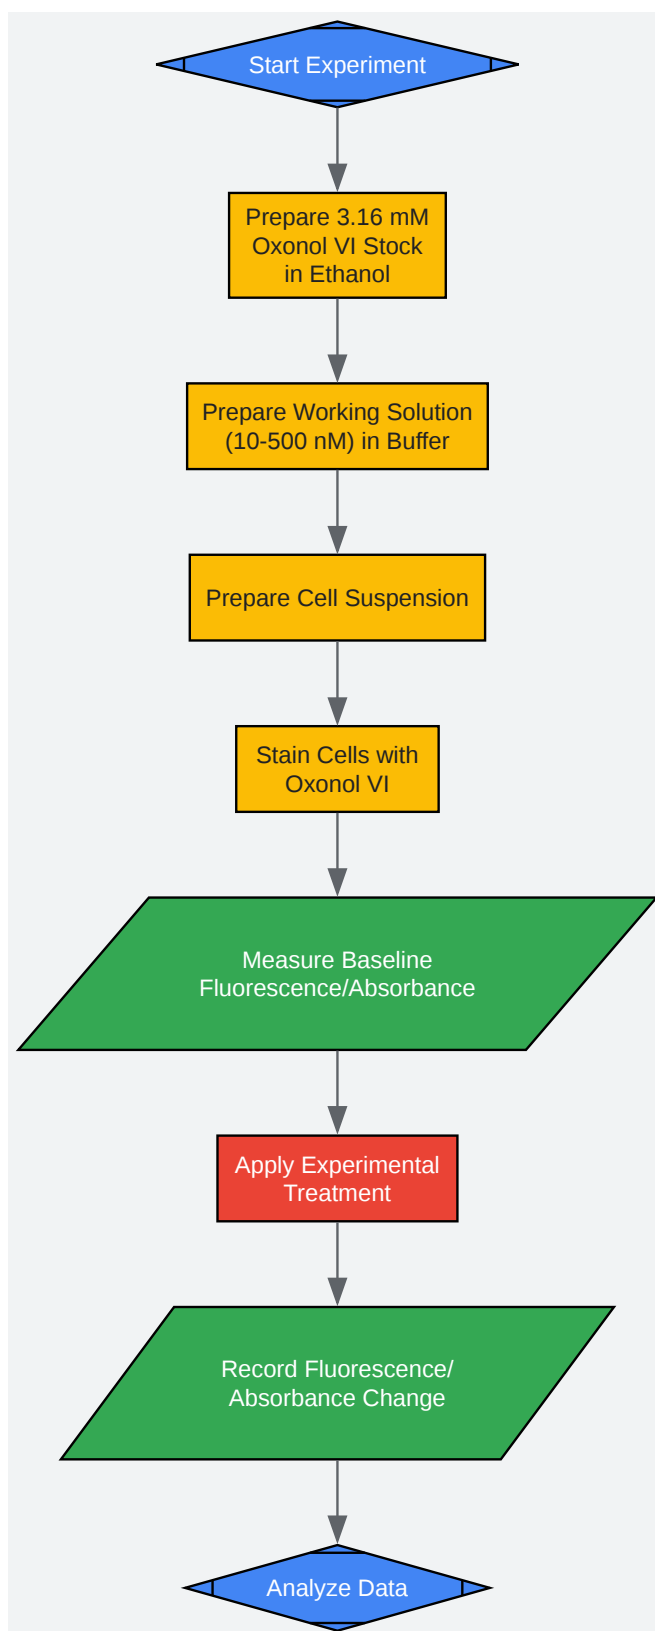 Start Experiment
Prepare 3.16 mM
Oxonol VI Stock
in Ethanol
Prepare Working Solution
(10-500 nM) in Buffer
Prepare Cell Suspension
Stain Cells with
Oxonol VI
Measure Baseline
Fluorescence/Absorbance
Apply Experimental
Treatment
Record Fluorescence/
Absorbance Change
Analyze Data